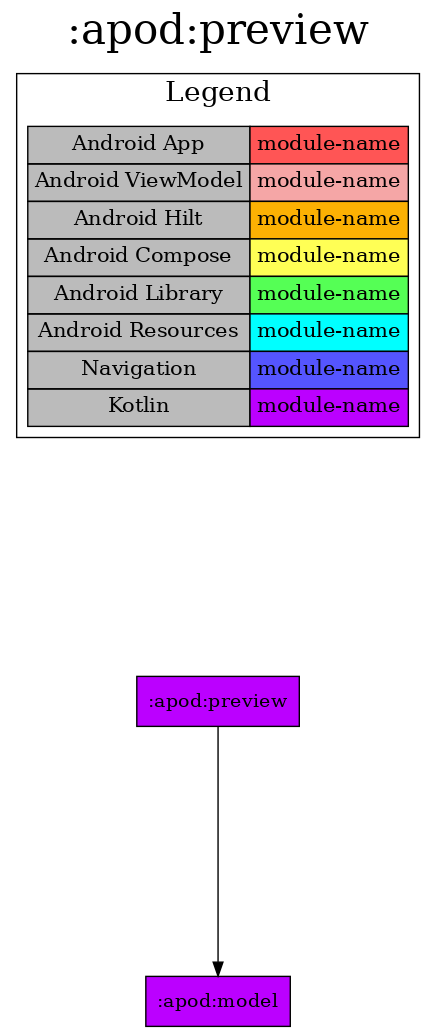 :apod:preview
Legend
Android App module-name
Android ViewModel module-name
Android Hilt module-name
Android Compose module-name
Android Library module-name
Android Resources module-name
Navigation module-name
Kotlin module-name
:apod:preview
:apod:model